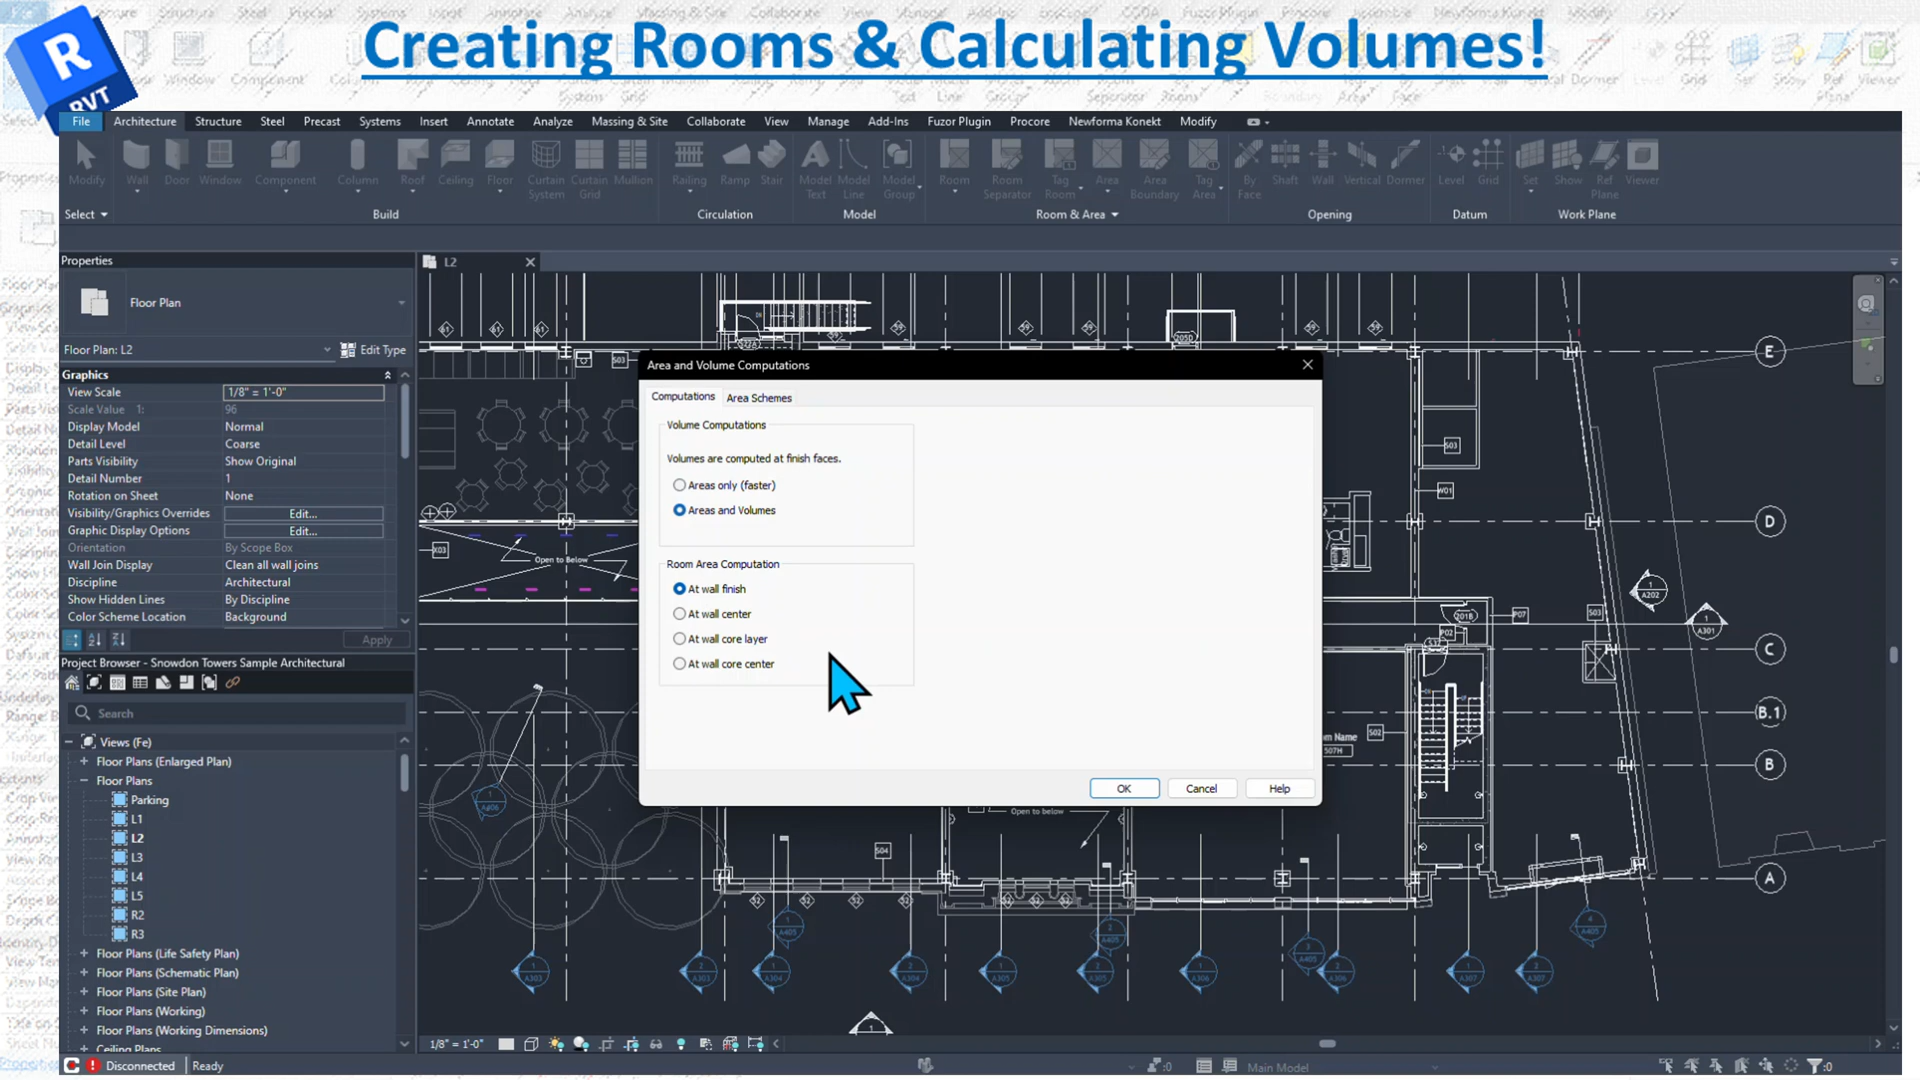 Creating Rooms & Calculating Volumes!
R
RVT
File Architecture Structure Steel Precast Systems Insert Annotate Analyze Massing & Site Collaborate View Manage Add-Ins Fuzor Plugin Procore Newforma Konekt Modify
Modify Wall Door Window Component Column Roof Ceiling Floor Curtain System Curtain Grid Mullion Railing Ramp Stair Model Text Model Line Model Group Room Room Separator Tag Room Area Area Boundary Tag Area By Face Shaft Wall Vertical Dormer Level Grid Set Show Ref Plane Viewer
Select Build Circulation Model Room & Area Opening Datum Work Plane
Properties
L2
Floor Plan
Floor Plan: L2 Edit Type
Graphics
View Scale 1/8" = 1'-0"
Scale Value 1: 96
Display Model Normal
Detail Level Coarse
Parts Visibility Show Original
Detail Number 1
Rotation on Sheet None
Visibility/Graphics Overrides Edit...
Graphic Display Options Edit...
Orientation By Scope Box
Wall Join Display Clean all wall joins
Discipline Architectural
Show Hidden Lines By Discipline
Color Scheme Location Background
Apply
Project Browser - Snowdon Towers Sample Architectural
Search
Views (Fe)
Floor Plans (Enlarged Plan)
Floor Plans
Parking
L1
L2
L3
L4
L5
R2
R3
Floor Plans (Life Safety Plan)
Floor Plans (Schematic Plan)
Floor Plans (Site Plan)
Floor Plans (Working)
Floor Plans (Working Dimensions)
Ceiling Plans
Area and Volume Computations
Computations Area Schemes
Volume Computations
Volumes are computed at finish faces.
Areas only (faster)
Areas and Volumes
Room Area Computation
At wall finish
At wall center
At wall core layer
At wall core center
OK Cancel Help
Open to Below
Open to below
E
D
C
B.1
B
A
S03
W01
P07
S03
P02
S02
S04
A202
A301
1/8" = 1'-0"
Disconnected Ready
:0 Main Model :0